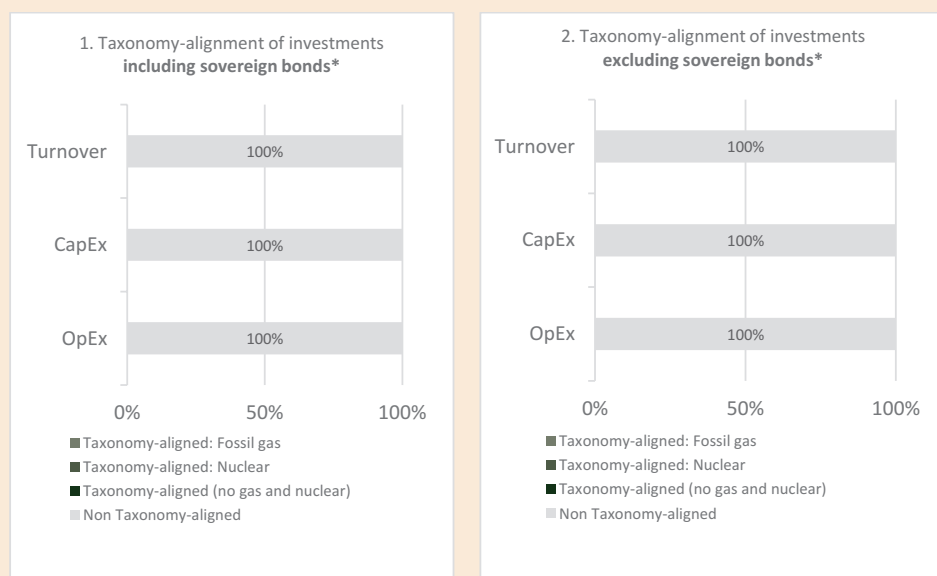 1. Taxonomy-alignment of investments
including sovereign bonds*
Turnover
100%
CapEx
100%
OpEx
100%
0%
50%
100%
Taxonomy-aligned: Fossil gas
Taxonomy-aligned: Nuclear
Taxonomy-aligned (no gas and nuclear)
Non Taxonomy-aligned
2. Taxonomy-alignment of investments
excluding sovereign bonds*
Turnover
100%
CapEx
100%
OpEx
100%
0%
50%
100%
Taxonomy-aligned: Fossil gas
Taxonomy-aligned: Nuclear
Taxonomy-aligned (no gas and nuclear)
Non Taxonomy-aligned